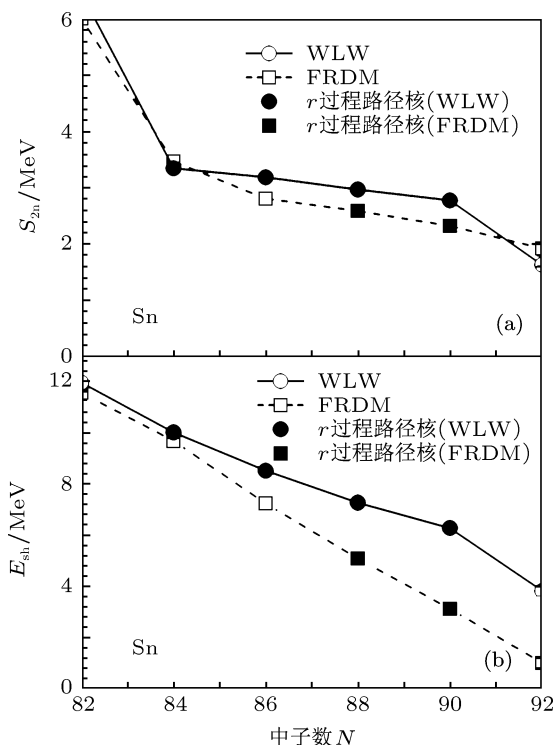 6
4
2
0
S₂ₙ/MeV
WLW
FRDM
r过程路径核(WLW)
r过程路径核(FRDM)
Sn
(a)
12
8
4
0
E_sh/MeV
WLW
FRDM
r过程路径核(WLW)
r过程路径核(FRDM)
Sn
(b)
82 84 86 88 90 92
中子数N